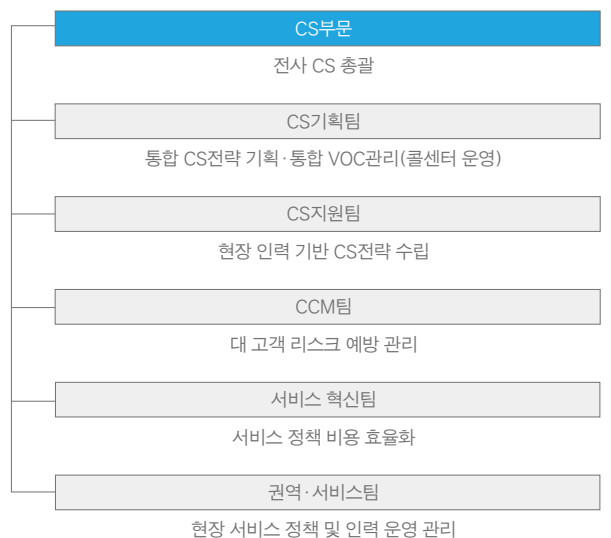 CS부문
전사 CS 총괄
CS기획팀
통합 CS전략 기획·통합 VOC관리(콜센터 운영)
CS지원팀
현장 인력 기반 CS전략 수립
CCM팀
대 고객 리스크 예방 관리
서비스 혁신팀
서비스 정책 비용 효율화
권역·서비스팀
현장 서비스 정책 및 인력 운영 관리